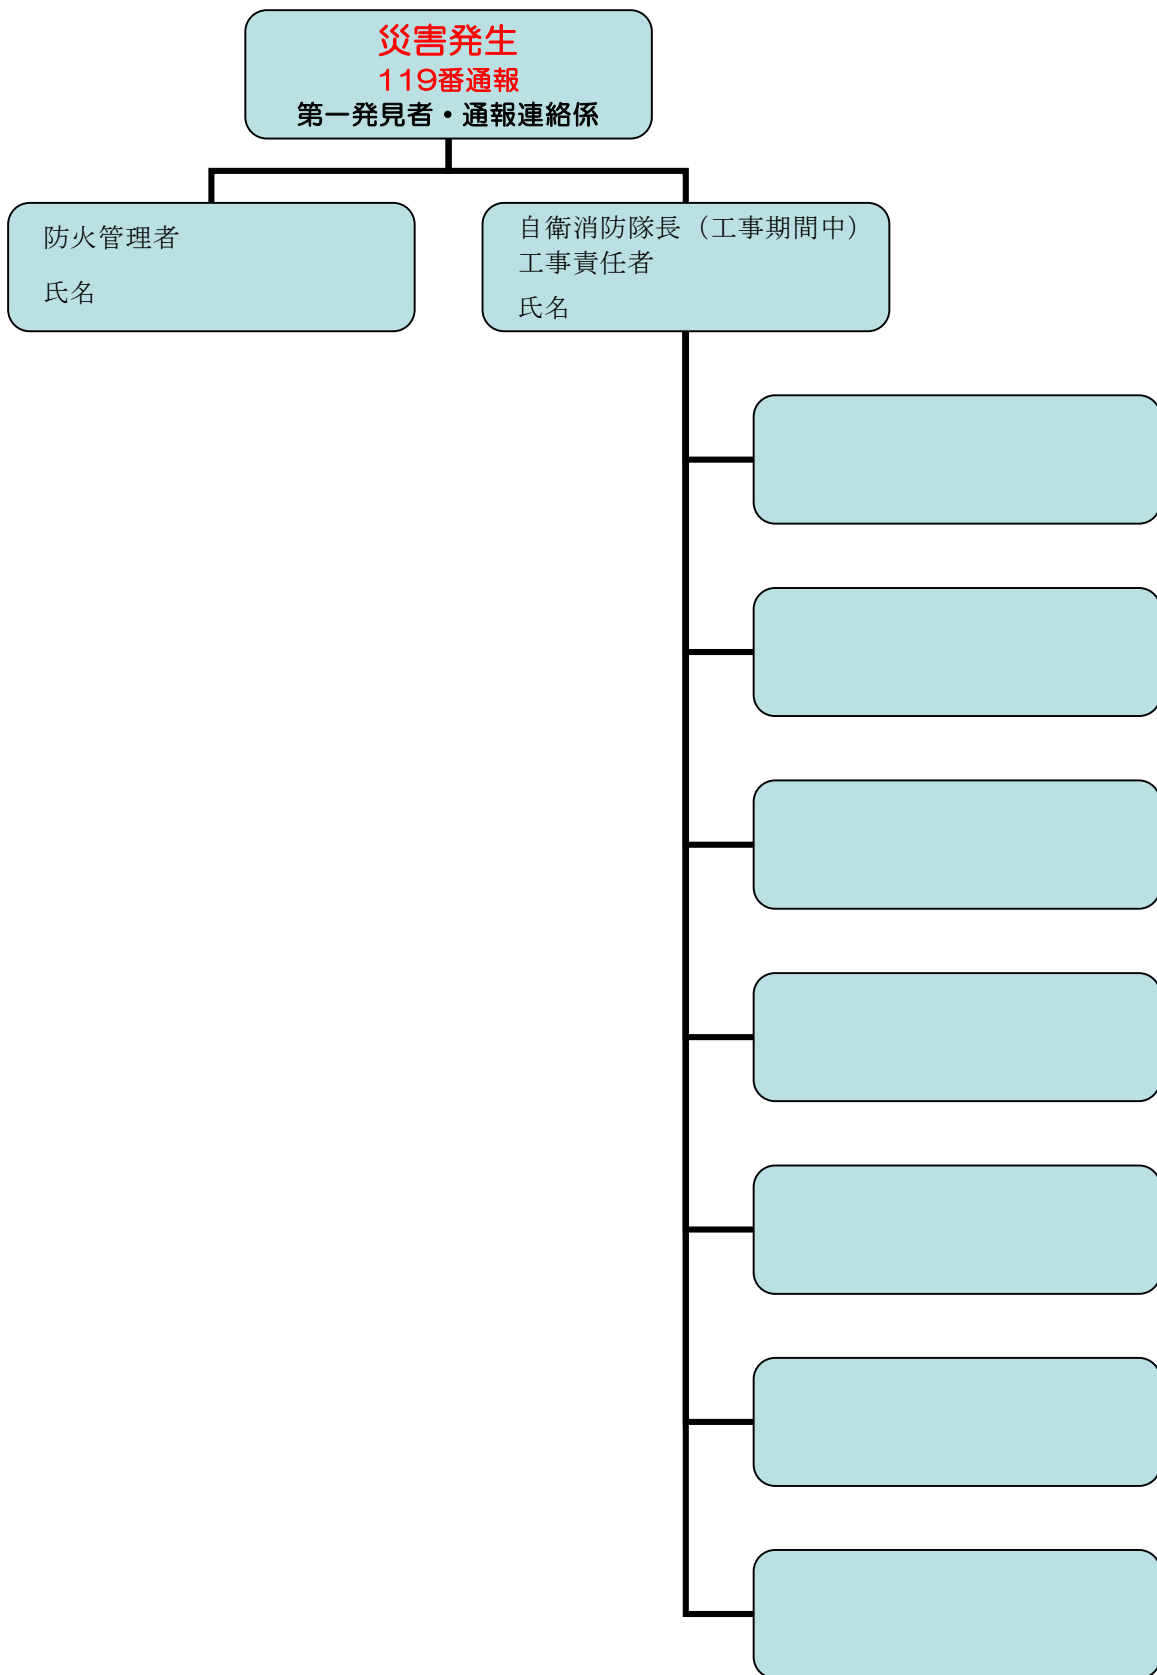 災害発生
119番通報
第一発見者・通報連絡係
防火管理者
氏名
自衛消防隊長（工事期間中）
工事責任者
氏名